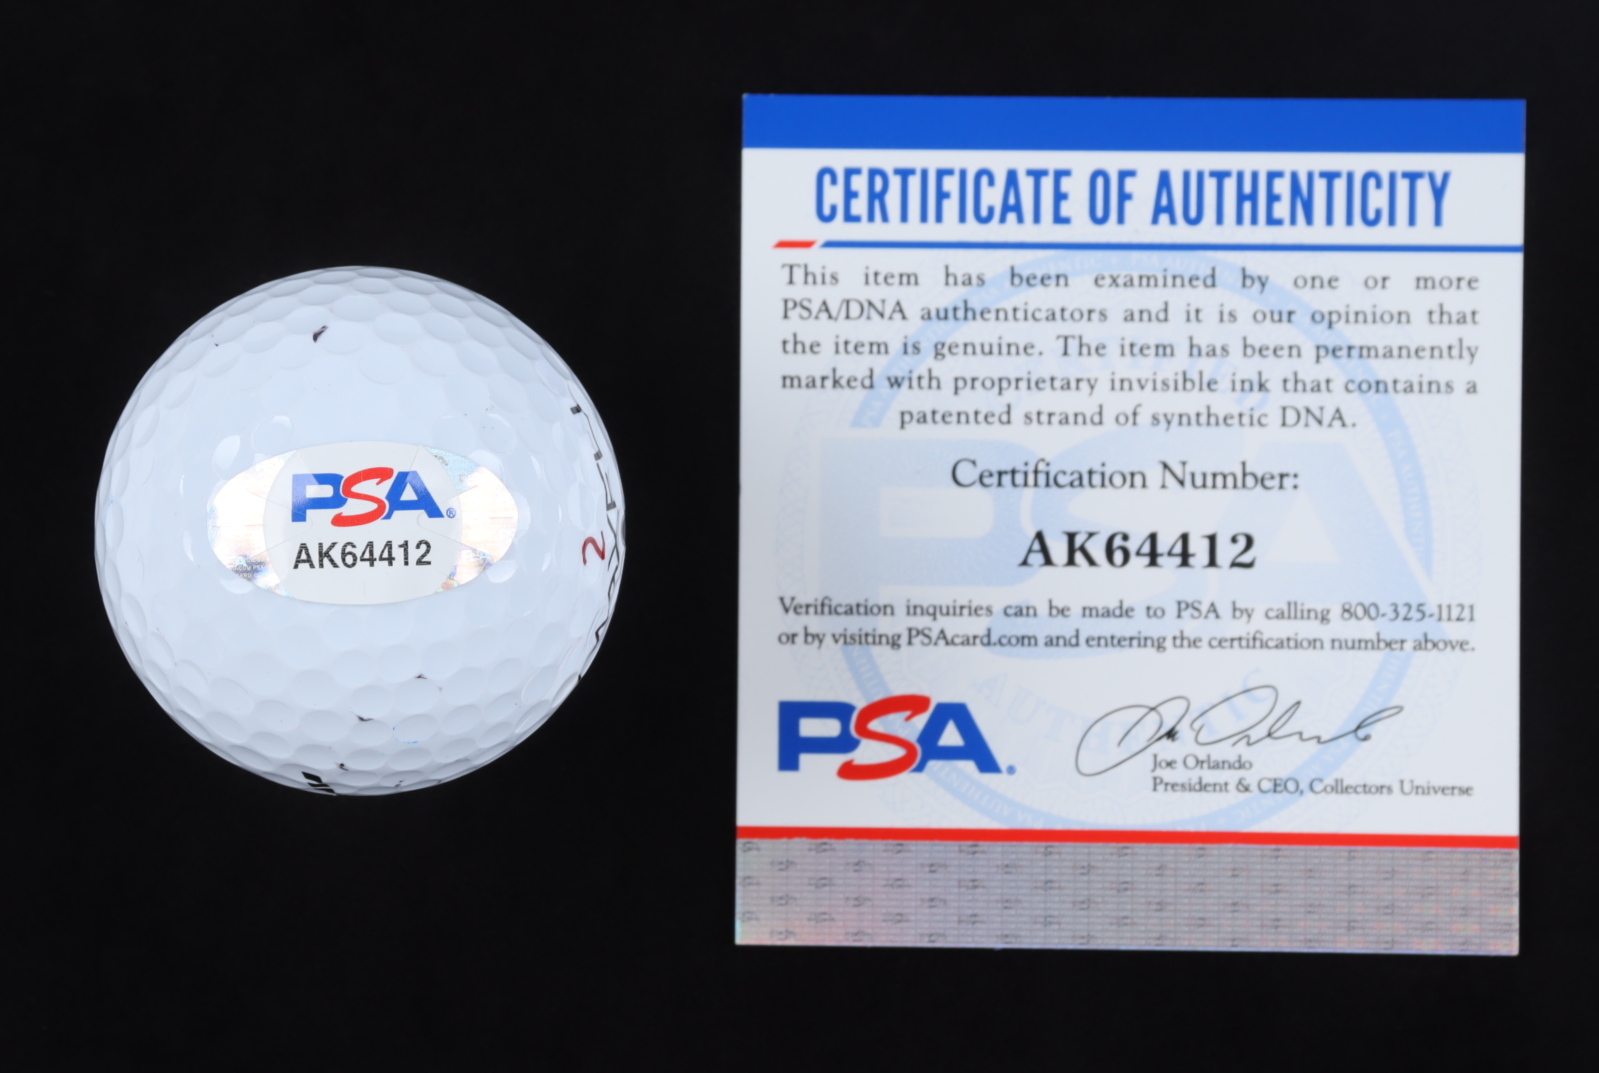 PSA®
AK64412
2
CERTIFICATE OF AUTHENTICITY
This item has been examined by one or more
PSA/DNA authenticators and it is our opinion that
the item is genuine. The item has been permanently
marked with proprietary invisible ink that contains a
patented strand of synthetic DNA.
Certification Number:
AK64412
Verification inquiries can be made to PSA by calling 800-325-1121
or by visiting PSAcard.com and entering the certification number above.
PSA®
Joe Orlando
President & CEO, Collectors Universe